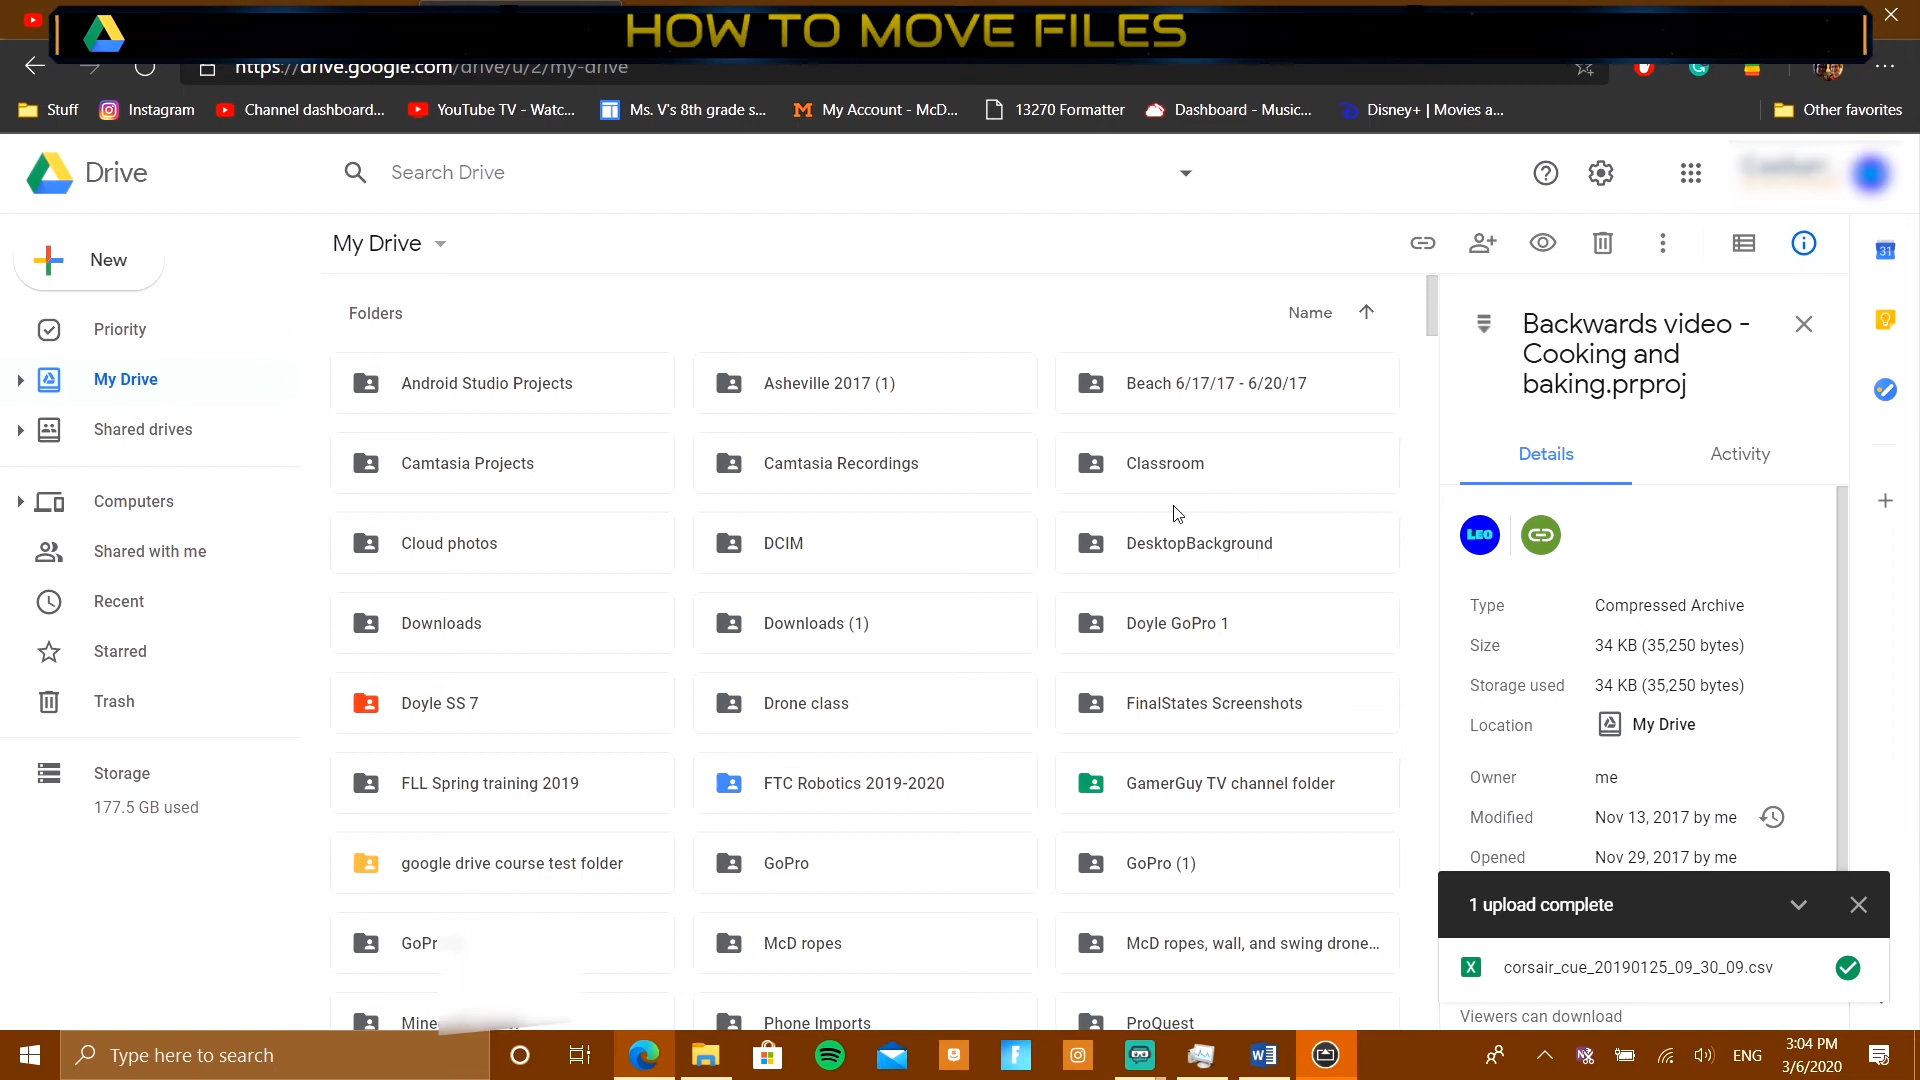 HOW TO MOVE FILES
https://drive.google.com/drive/u/2/my-drive
Stuff
Instagram
Channel dashboard...
YouTube TV - Watc...
Ms. V's 8th grade s...
My Account - McD...
13270 Formatter
Dashboard - Music...
Disney+ | Movies a...
Other favorites
Drive
Search Drive
New
My Drive
Priority
My Drive
Shared drives
Computers
Shared with me
Recent
Starred
Trash
Storage
177.5 GB used
Folders
Name
Android Studio Projects
Asheville 2017 (1)
Beach 6/17/17 - 6/20/17
Camtasia Projects
Camtasia Recordings
Classroom
Cloud photos
DCIM
DesktopBackground
Downloads
Downloads (1)
Doyle GoPro 1
Doyle SS 7
Drone class
FinalStates Screenshots
FLL Spring training 2019
FTC Robotics 2019-2020
GamerGuy TV channel folder
google drive course test folder
GoPro
GoPro (1)
GoPr
McD ropes
McD ropes, wall, and swing drone...
Mine
Phone Imports
ProQuest
Backwards video -
Cooking and
baking.prproj
Details
Activity
31
LEO
Type Compressed Archive
Size 34 KB (35,250 bytes)
Storage used 34 KB (35,250 bytes)
Location My Drive
Owner me
Modified Nov 13, 2017 by me
Opened Nov 29, 2017 by me
1 upload complete
X corsair_cue_20190125_09_30_09.csv
Viewers can download
Type here to search
ENG
3:04 PM
3/6/2020